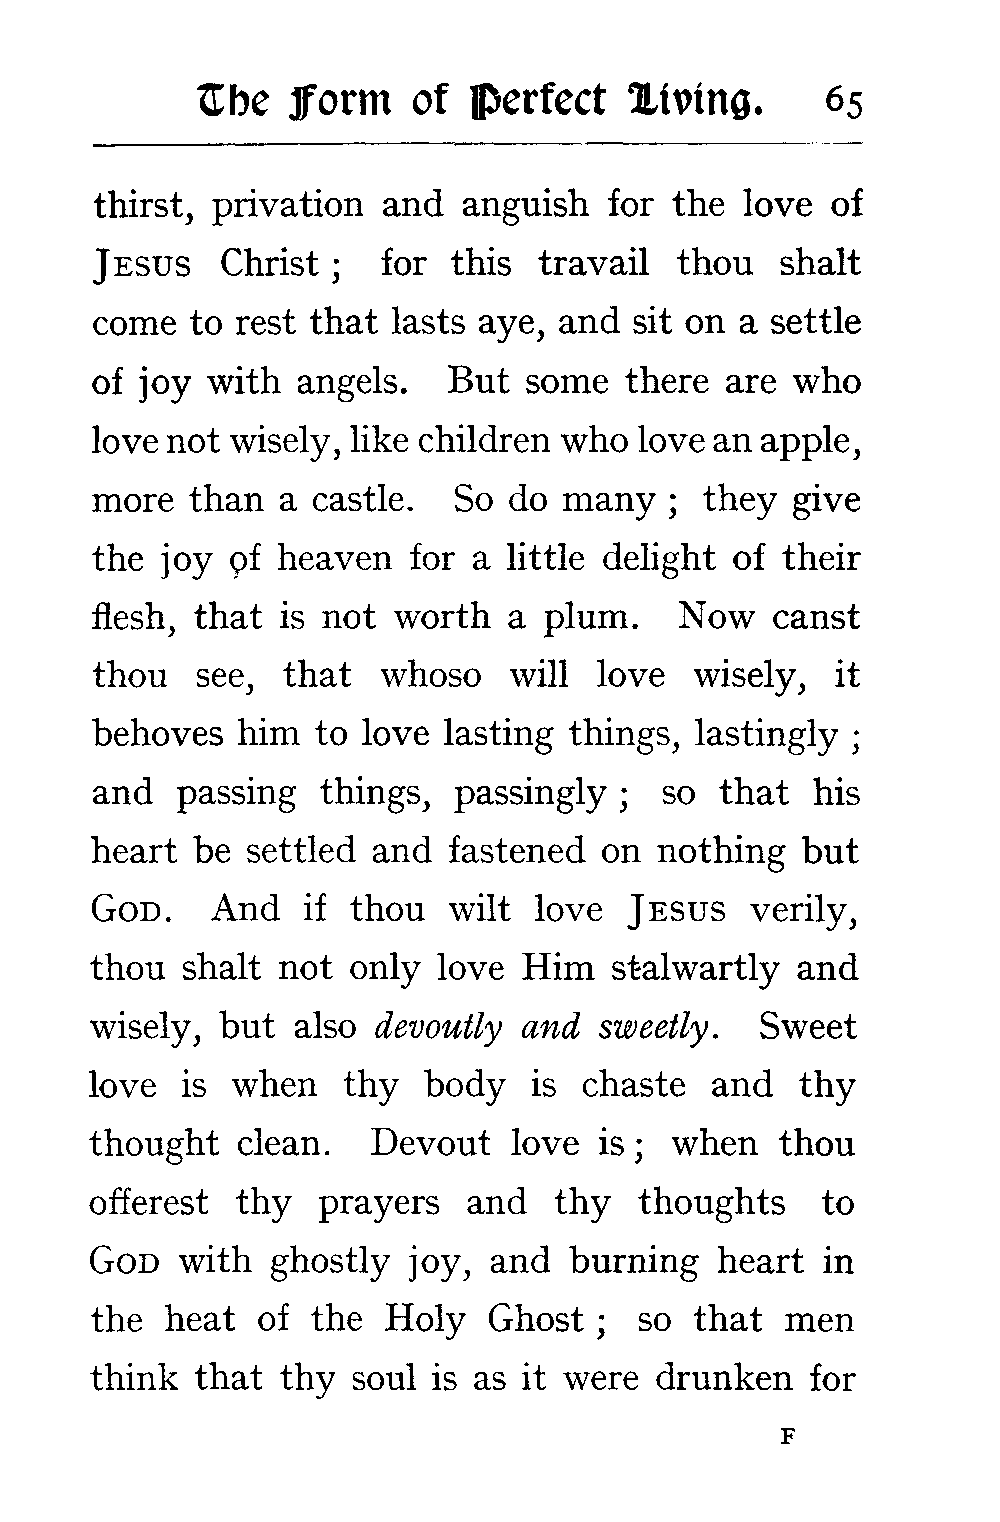 The Form of Perfect Living. 65
thirst, privation and anguish for the love of
JESUS Christ ; for this travail thou shalt
come to rest that lasts aye, and sit on a settle
of joy with angels. But some there are who
love not wisely, like children who love an apple,
more than a castle. So do many ; they give
the joy of heaven for a little delight of their
flesh, that is not worth a plum. Now canst
thou see, that whoso will love wisely, it
behoves him to love lasting things, lastingly ;
and passing things, passingly ; so that his
heart be settled and fastened on nothing but
GOD. And if thou wilt love JESUS verily,
thou shalt not only love Him stalwartly and
wisely, but also devoutly and sweetly. Sweet
love is when thy body is chaste and thy
thought clean. Devout love is ; when thou
offerest thy prayers and thy thoughts to
GOD with ghostly joy, and burning heart in
the heat of the Holy Ghost ; so that men
think that thy soul is as it were drunken for
F